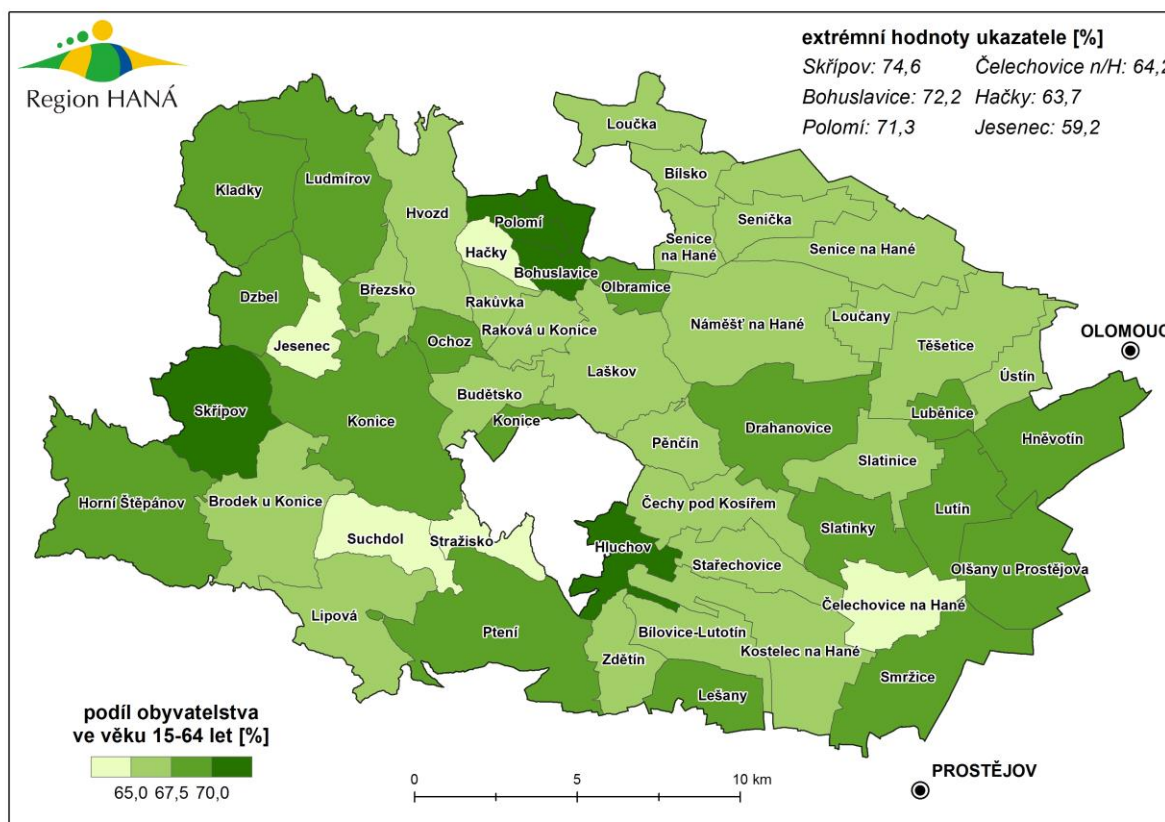 Region HANÁ
extrémní hodnoty ukazatele [%]
Skřípov: 74,6 Čelechovice n/H: 64,2
Bohuslavice: 72,2 Hačky: 63,7
Polomí: 71,3 Jesenec: 59,2
Loučka
Bílsko
Kladky
Ludmírov
Hvozd
Polomí
Senička
Senice
na Hané
Senice na Hané
Hačky
Bohuslavice
Olbramice
Dzbel
Březsko
Rakůvka
Jesenec
Ochoz
Raková u Konice
Náměšť na Hané
Loučany
Těšetice
OLOMOUC
Laškov
Ústín
Skřípov
Budětsko
Konice
Konice
Luběnice
Drahanovice
Hněvotín
Pěnčín
Slatinice
Horní Štěpánov
Brodek u Konice
Čechy pod Kosířem
Lutín
Suchdol
Stražisko
Hluchov
Slatinky
Stařechovice
Olšany u Prostějova
Čelechovice na Hané
Lipová
Ptení
Bílovice-Lutotín
Kostelec na Hané
Zdětín
Smržice
Lešany
podíl obyvatelstva
ve věku 15-64 let [%]
65,0 67,5 70,0
0 5 10 km
PROSTĚJOV